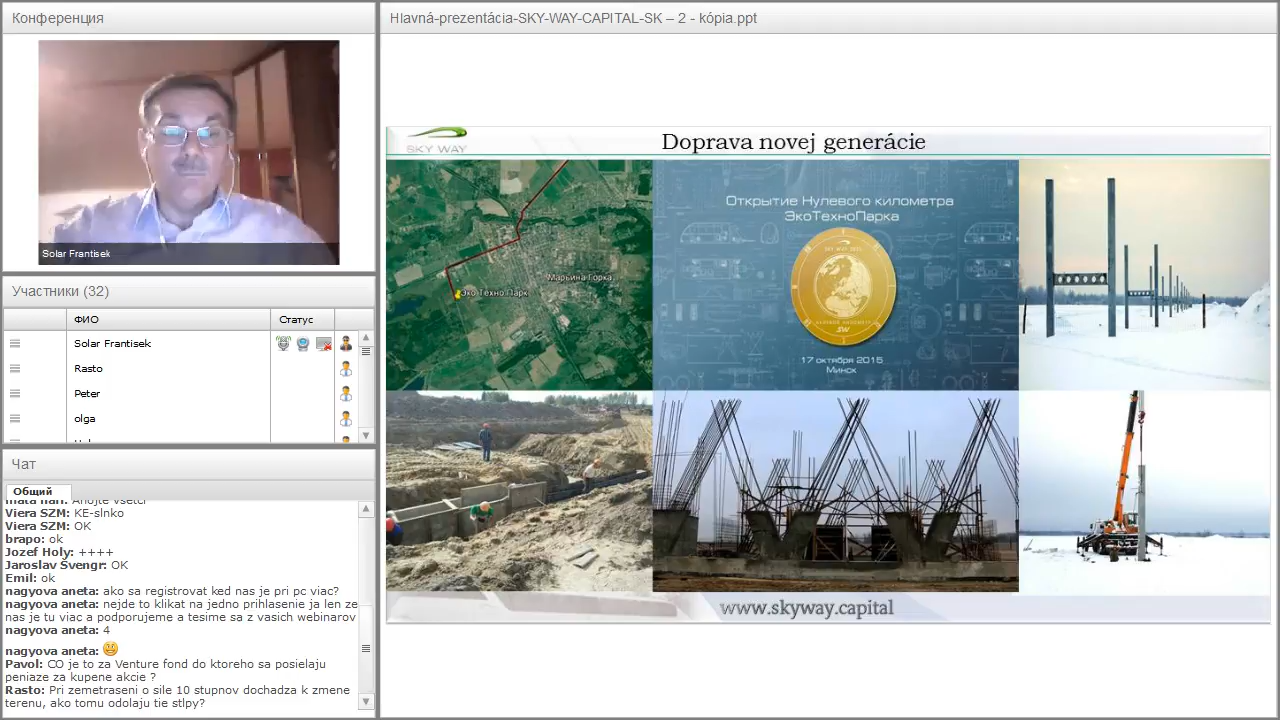 Конференция
Solar Frantisek
Участники (32)
ФИО
Статус
Solar Frantisek
Rasto
Peter
olga
Чат
Общий
Viera SZM: KE-slnko
Viera SZM: OK
brapo: ok
Jozef Holy: ++++
Jaroslav Svengr: OK
Emil: ok
nagyova aneta: ako sa registrovat ked nas je pri pc viac?
nagyova aneta: nejde to klikat na jedno prihlasenie ja len ze
nas je tu viac a podporujeme a tesime sa z vasich webinarov
nagyova aneta: 4
nagyova aneta:
Pavol: CO je to za Venture fond do ktoreho sa posielaju
peniaze za kupene akcie ?
Rasto: Pri zemetraseni o sile 10 stupnov dochadza k zmene
terenu, ako tomu odolaju tie stlpy?
Hlavná-prezentácia-SKY-WAY-CAPITAL-SK – 2 - kópia.ppt
SKY WAY
Doprava novej generácie
Марьина Горка
Эко Техно Парк
Открытие Нулевого километра
ЭкоТехноПарка
SW
17 октября 2015
Минск
www.skyway.capital